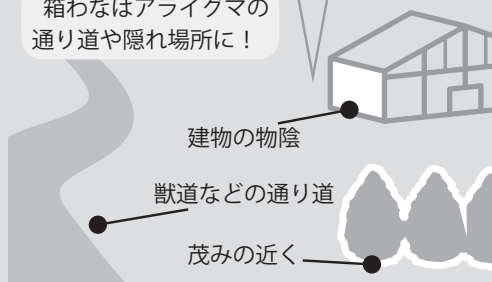 箱わなはアライグマの
通り道や隠れ場所に！
建物の物陰
獣道などの通り道
茂みの近く